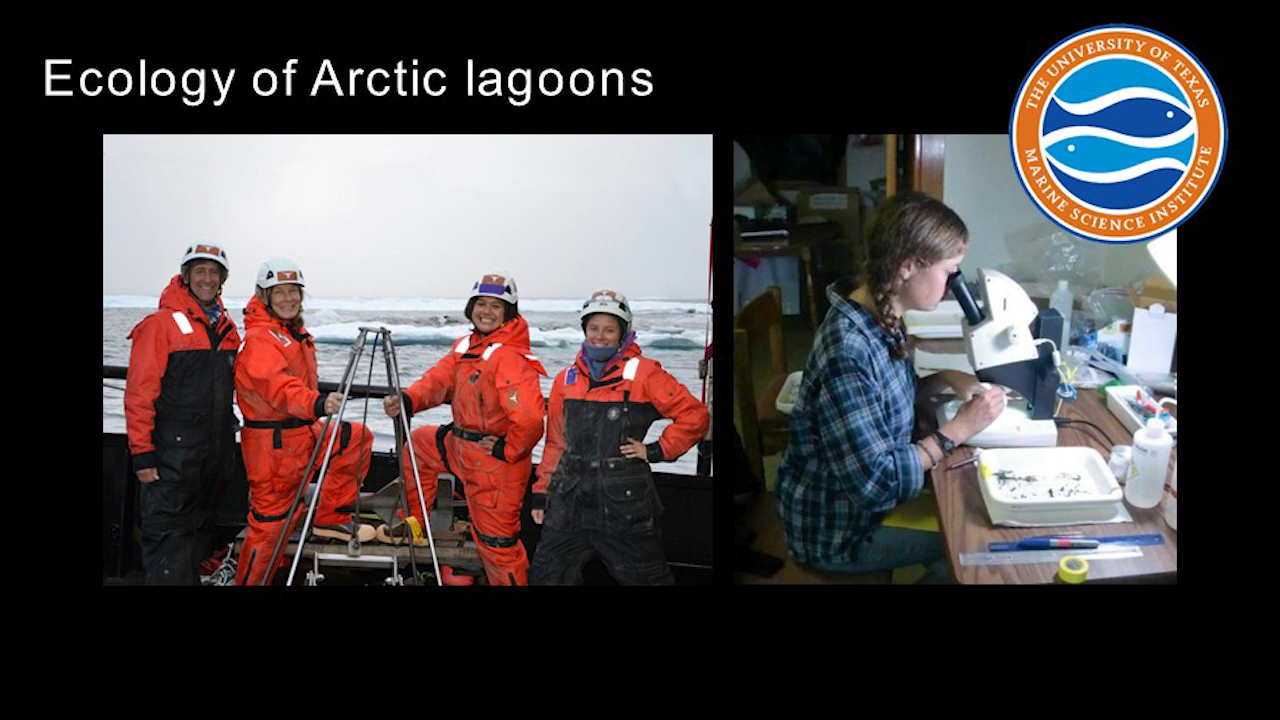 Ecology of Arctic lagoons
THE UNIVERSITY OF TEXAS
MARINE SCIENCE INSTITUTE